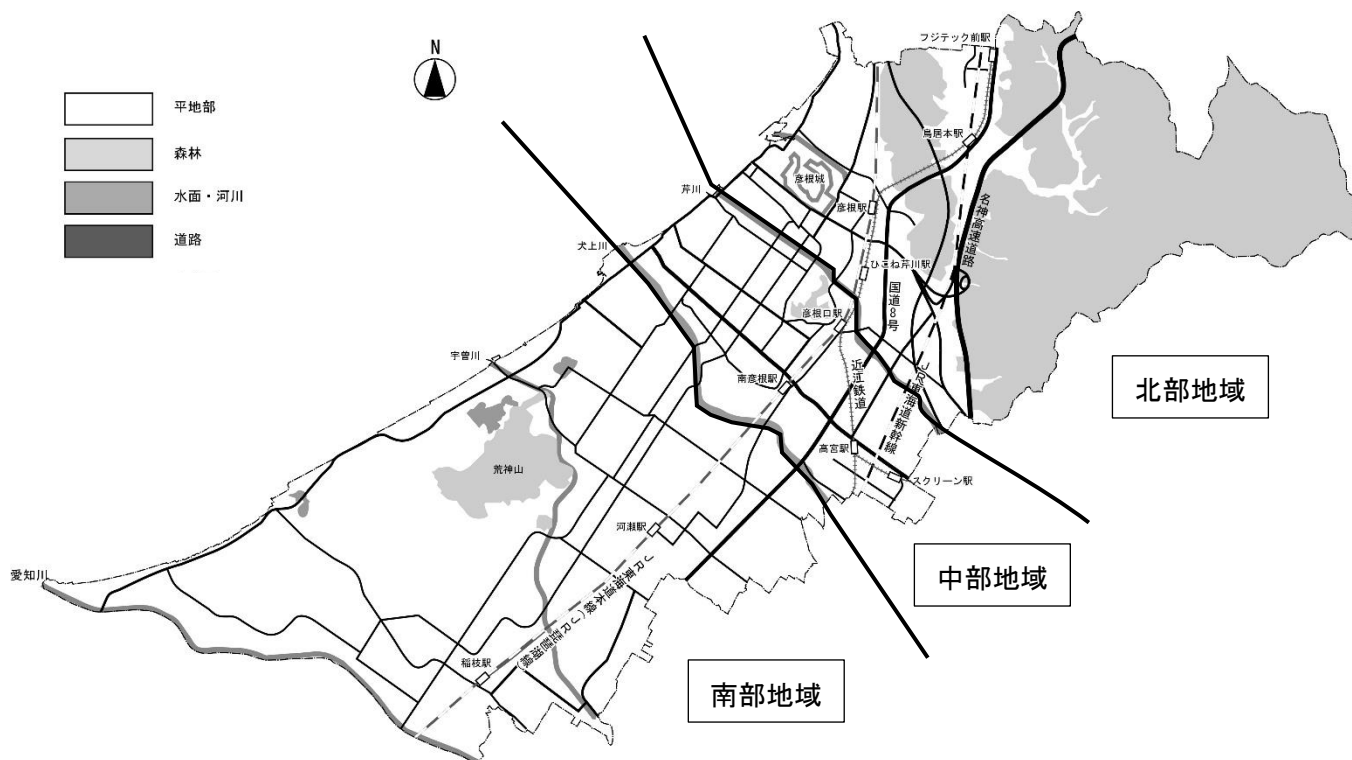 N
平地部
森林
水面・河川
道路
フジテック前駅
鳥居本駅
彦根城
芹川
彦根駅
名神高速道路
犬上川
ひこね芹川駅
国道8号
彦根口駅
宇曽川
南彦根駅
近江鉄道
JR東海道新幹線
北部地域
高宮駅
スクリーン駅
荒神山
河瀬駅
中部地域
愛知川
JR東海道本線(JR琵琶湖線)
稲枝駅
南部地域